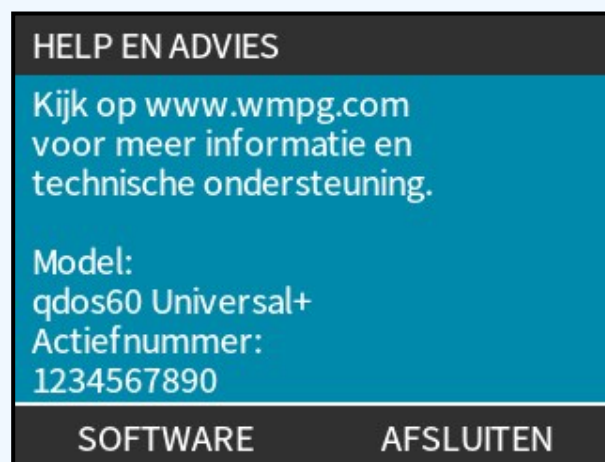 HELP EN ADVIES
Kijk op www.wmpg.com
voor meer informatie en
technische ondersteuning.
Model:
qdos60 Universal+
Actiefnummer:
1234567890
SOFTWARE AFSLUITEN